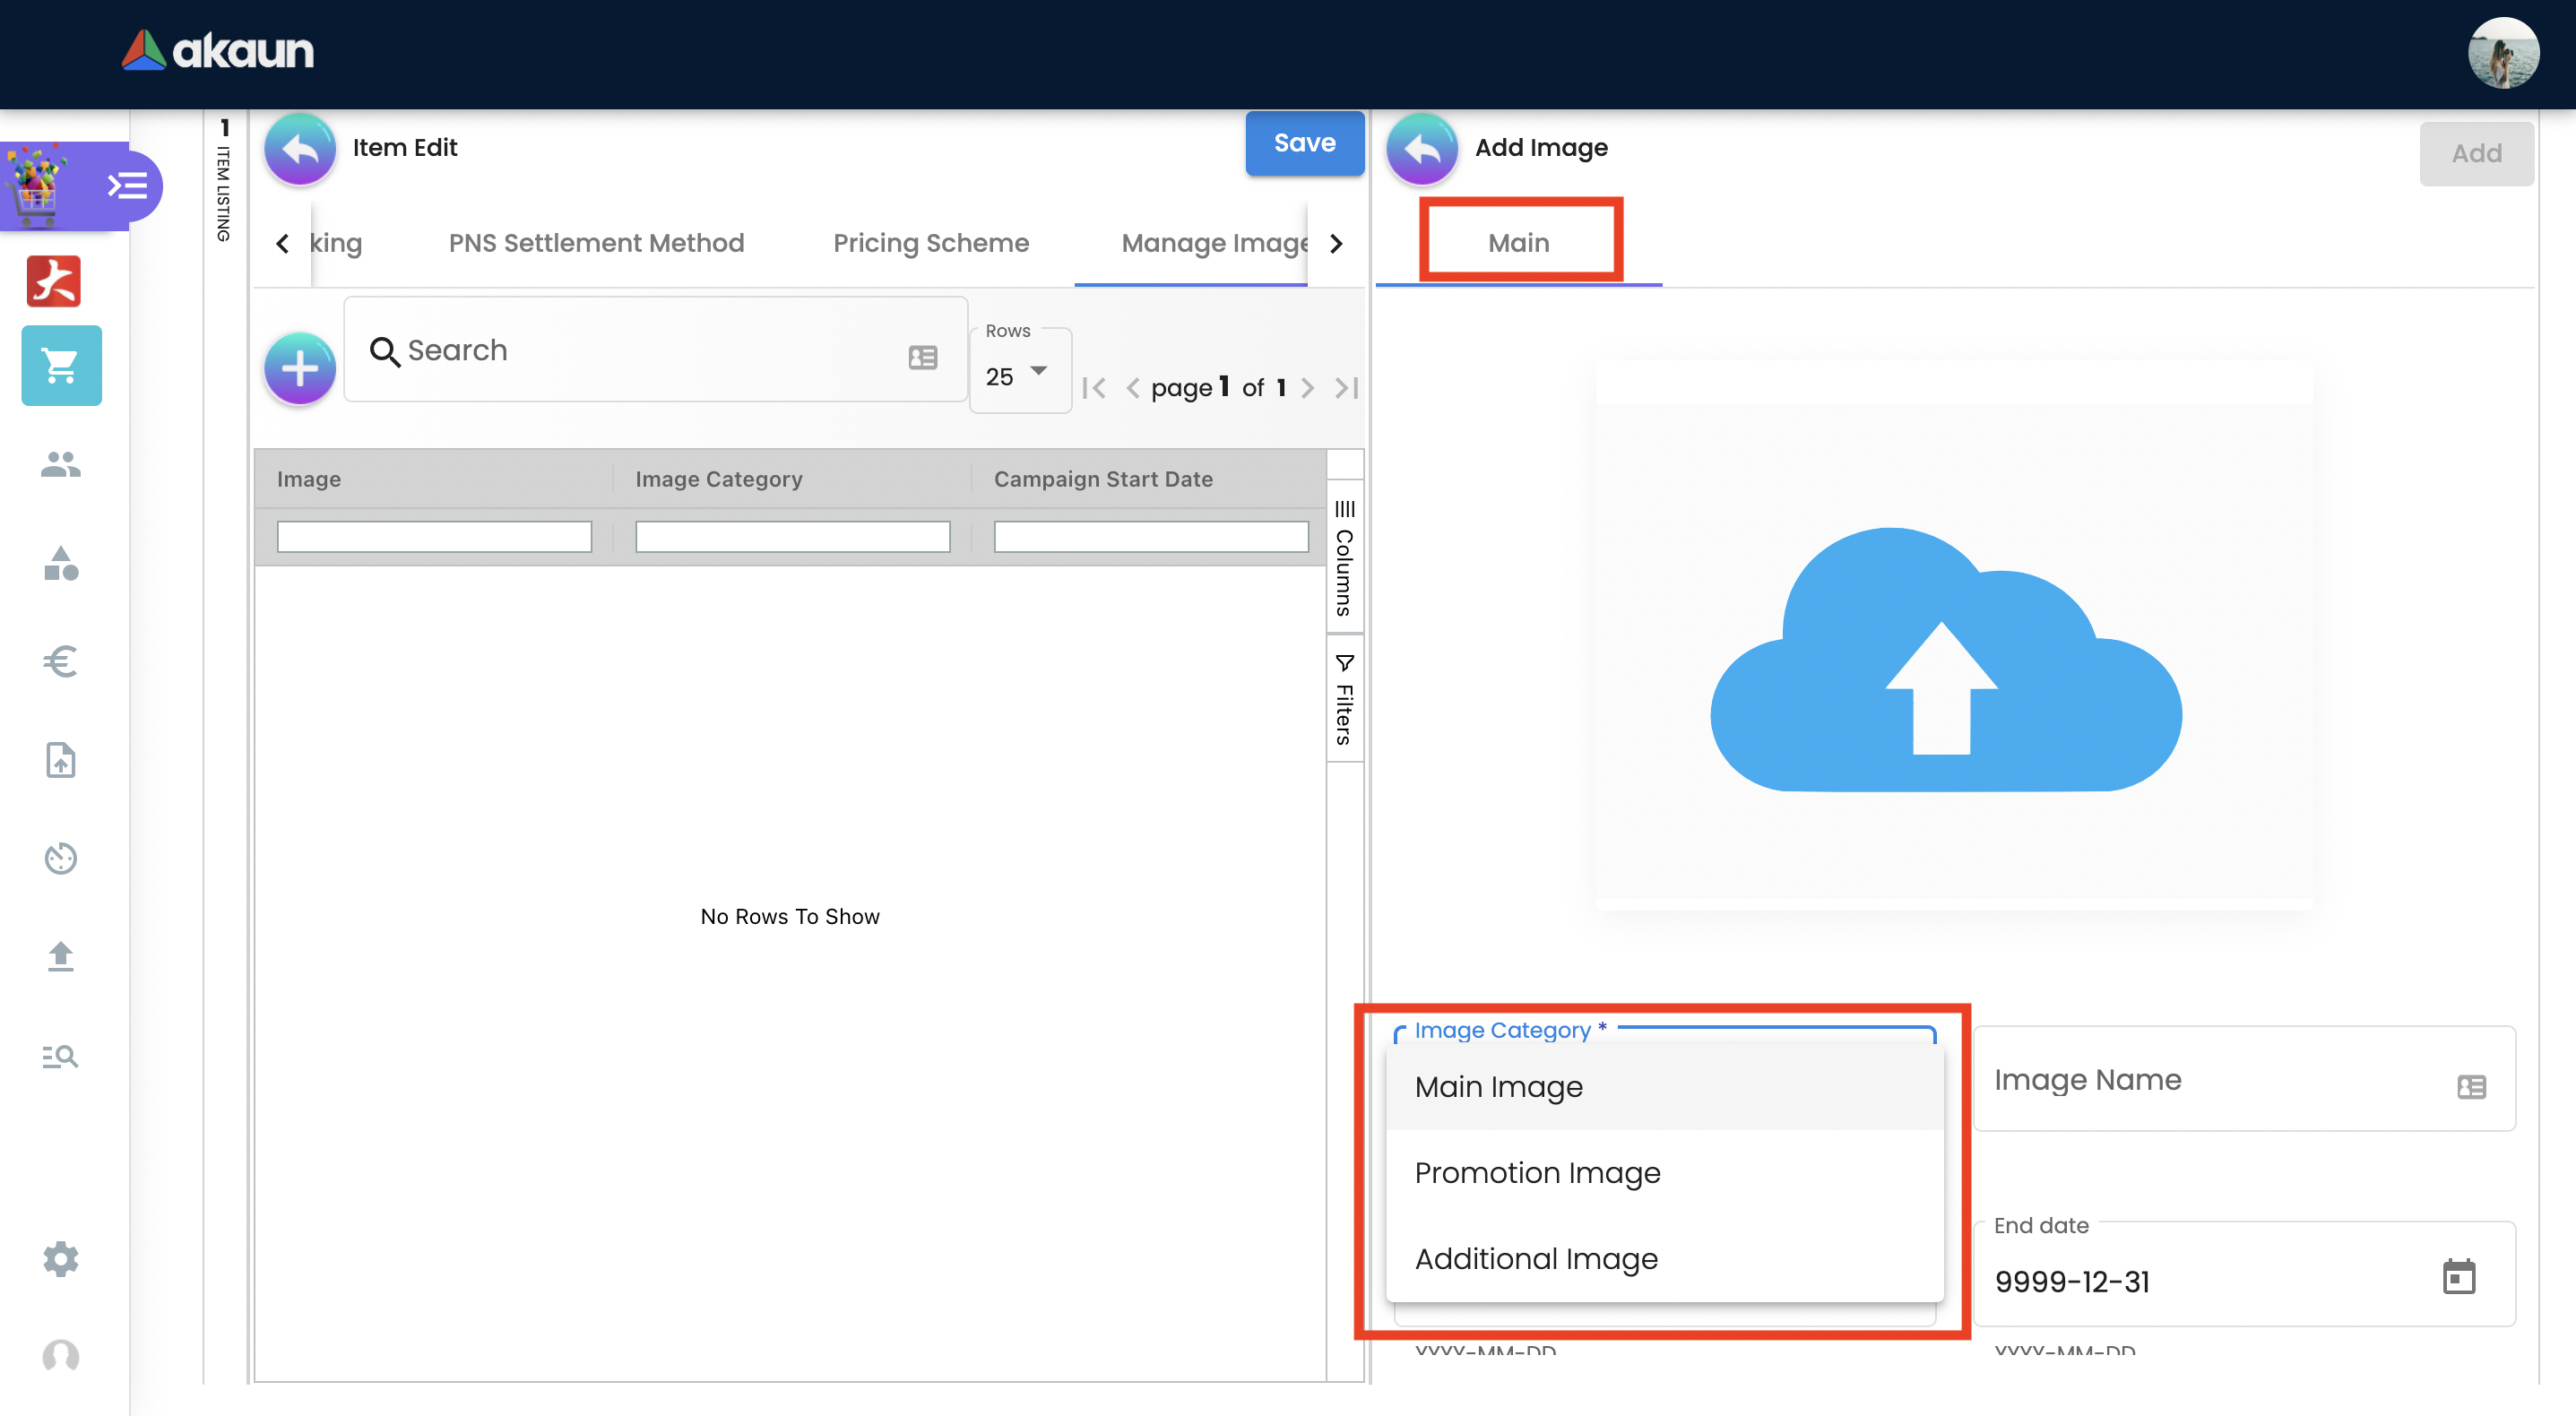 akaun
1 ITEM LISTING
Item Edit
Save
king
PNS Settlement Method
Pricing Scheme
Manage Image
Search
Rows
25
page 1 of 1
Image
Image Category
Campaign Start Date
Columns
Filters
No Rows To Show
Add Image
Add
Main
Image Category *
Main Image
Promotion Image
Additional Image
Image Name
End date
9999-12-31
YYYY-MM-DD
YYYY-MM-DD